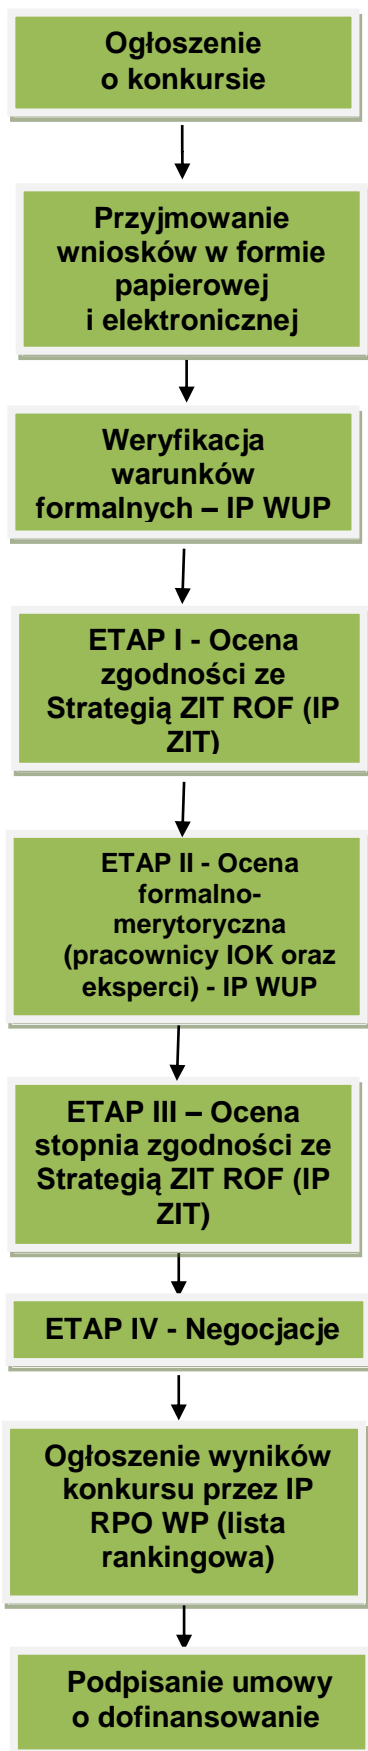 Ogłoszenie
o konkursie
Przyjmowanie
wniosków w formie
papierowej
i elektronicznej
Weryfikacja
warunków
formalnych – IP WUP
ETAP I - Ocena
zgodności ze
Strategią ZIT ROF (IP
ZIT)
ETAP II - Ocena
formalno-
merytoryczna
(pracownicy IOK oraz
eksperci) - IP WUP
ETAP III – Ocena
stopnia zgodności ze
Strategią ZIT ROF (IP
ZIT)
ETAP IV - Negocjacje
Ogłoszenie wyników
konkursu przez IP
RPO WP (lista
rankingowa)
Podpisanie umowy
o dofinansowanie